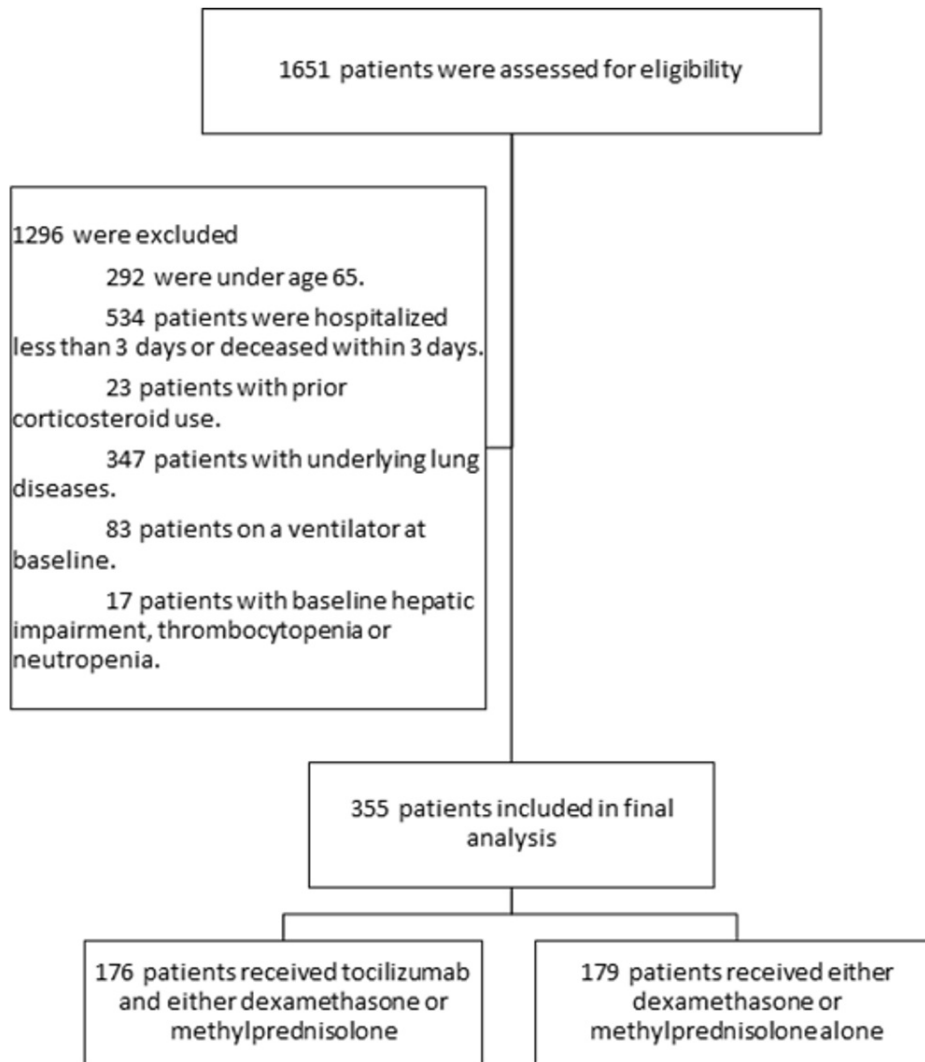 1651 patients were assessed for eligibility
1296 were excluded
292 were under age 65.
534 patients were hospitalized
less than 3 days or deceased within 3 days.
23 patients with prior
corticosteroid use.
347 patients with underlying lung
diseases.
83 patients on a ventilator at
baseline.
17 patients with baseline hepatic
impairment, thrombocytopenia or
neutropenia.
355 patients included in final
analysis
176 patients received tocilizumab
and either dexamethasone or
methylprednisolone
179 patients received either
dexamethasone or
methylprednisolone alone